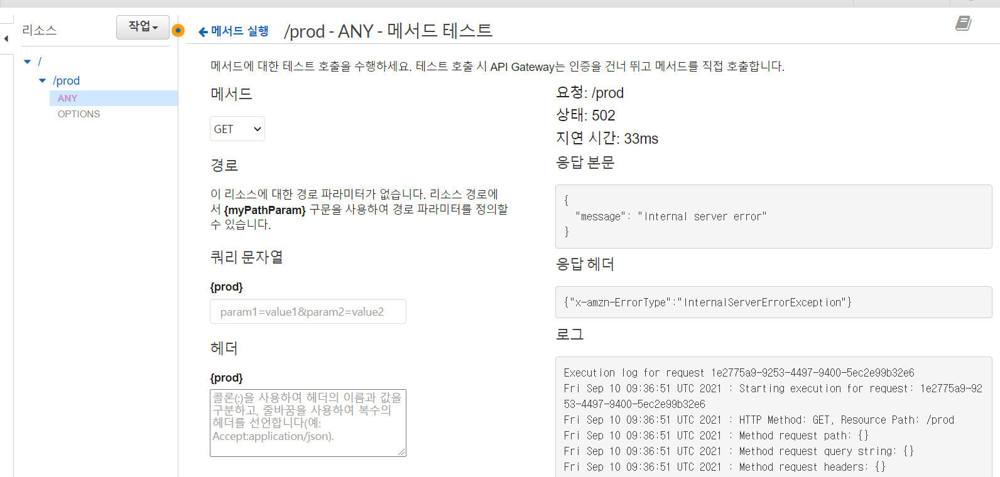 리소스
작업
메서드 실행
/prod - ANY - 메서드 테스트
/
/prod
ANY
OPTIONS
메서드에 대한 테스트 호출을 수행하세요. 테스트 호출 시 API Gateway는 인증을 건너 뛰고 메서드를 직접 호출합니다.
메서드
GET
경로
이 리소스에 대한 경로 파라미터가 없습니다. 리소스 경로에
서 {myPathParam} 구문을 사용하여 경로 파라미터를 정의할
수 있습니다.
쿼리 문자열
{prod}
param1=value1&param2=value2
헤더
{prod}
콜론(:)을 사용하여 헤더의 이름과 값을
구분하고, 줄바꿈을 사용하여 복수의
헤더를 선언합니다(예:
Accept:application/json).
요청: /prod
상태: 502
지연 시간: 33ms
응답 본문
{
"message": "Internal server error"
}
응답 헤더
{"x-amzn-ErrorType":"InternalServerErrorException"}
로그
Execution log for request 1e2775a9-9253-4497-9400-5ec2e99b32e6
Fri Sep 10 09:36:51 UTC 2021 : Starting execution for request: 1e2775a9-92
53-4497-9400-5ec2e99b32e6
Fri Sep 10 09:36:51 UTC 2021 : HTTP Method: GET, Resource Path: /prod
Fri Sep 10 09:36:51 UTC 2021 : Method request path: {}
Fri Sep 10 09:36:51 UTC 2021 : Method request query string: {}
Fri Sep 10 09:36:51 UTC 2021 : Method request headers: {}